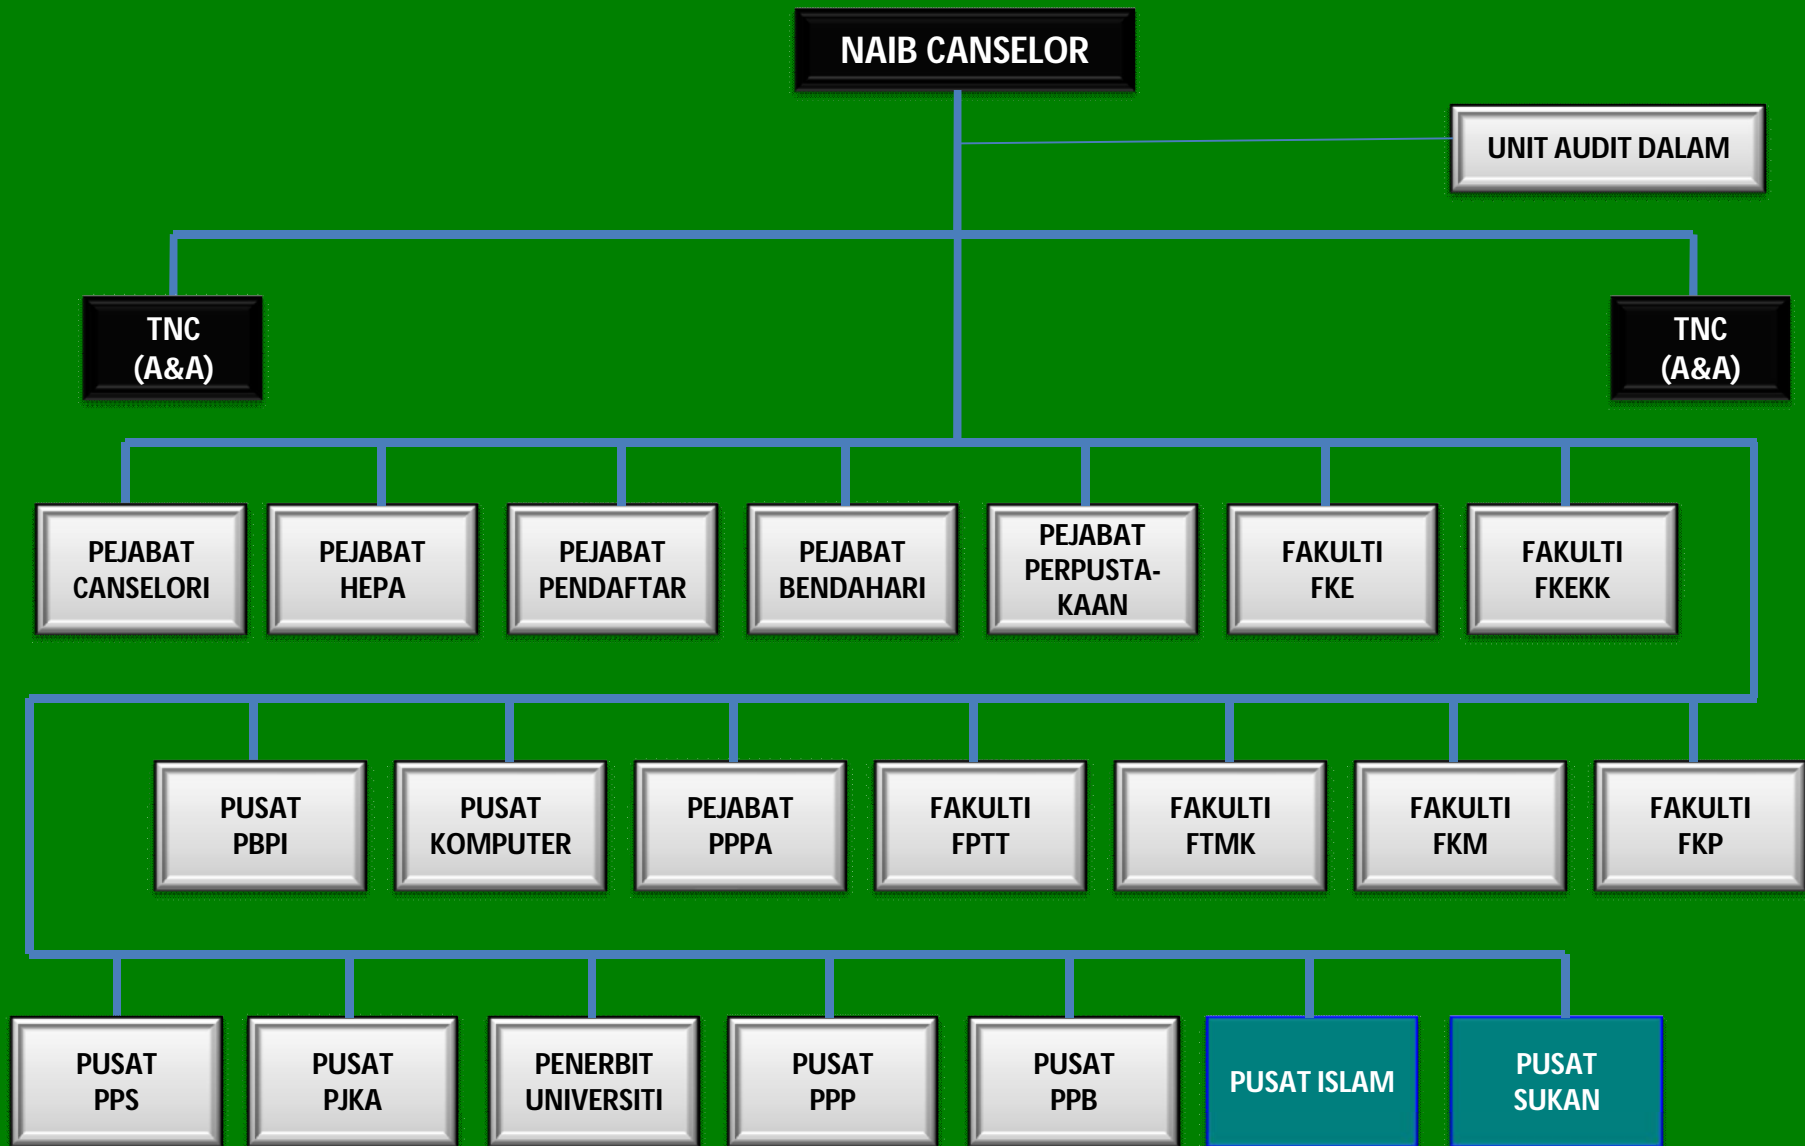 NAIB CANSELOR
UNIT AUDIT DALAM
TNC
(A&A)
TNC
(A&A)
PEJABAT
CANSELORI
PEJABAT
HEPA
PEJABAT
PENDAFTAR
PEJABAT
BENDAHARI
PEJABAT
PERPUSTA-
KAAN
FAKULTI
FKE
FAKULTI
FKEKK
PUSAT
PBPI
PUSAT
KOMPUTER
PEJABAT
PPPA
FAKULTI
FPTT
FAKULTI
FTMK
FAKULTI
FKM
FAKULTI
FKP
PUSAT
PPS
PUSAT
PJKA
PENERBIT
UNIVERSITI
PUSAT
PPP
PUSAT
PPB
PUSAT ISLAM
PUSAT
SUKAN